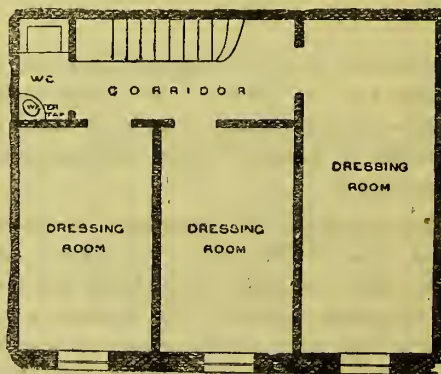 WC
CORRIDOR
WATER
TAP
DRESSING
ROOM
DRESSING
ROOM
DRESSING
ROOM